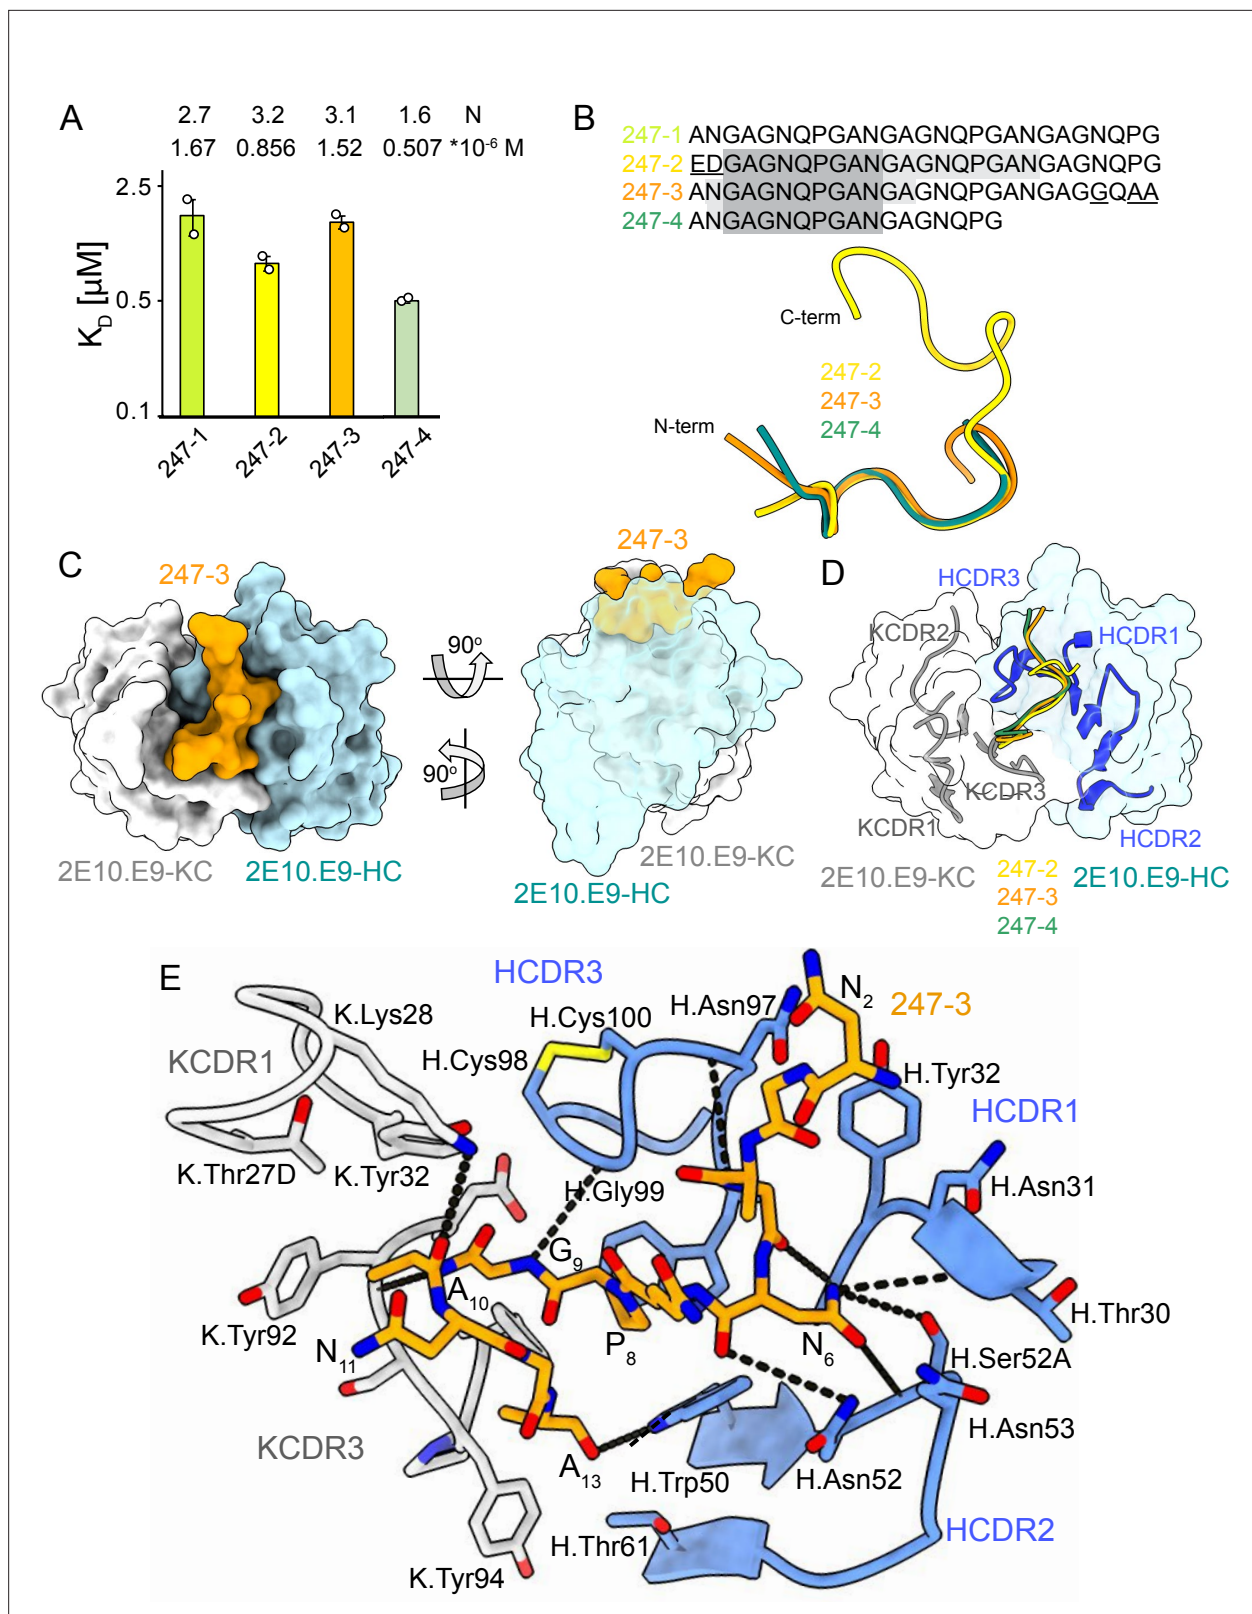 A
2.7 3.2 3.1 1.6 N
1.67 0.856 1.52 0.507 *10⁻⁶ M
2.5
0.5
0.1
K_D [µM]
247-1 247-2 247-3 247-4
B
247-1 ANGAGNQPGANGAGNQPGANGAGNQPG
247-2 EDGAGNQPGANGAGNQPGANGAGNQPG
247-3 ANGAGNQPGANGAGNQPGANGAGGQAA
247-4 ANGAGNQPGANGAGNQPG
C-term
247-2
247-3
247-4
N-term
C
247-3
90°
90°
2E10.E9-KC 2E10.E9-HC
247-3
2E10.E9-KC
2E10.E9-HC
D
HCDR3
KCDR2
HCDR1
KCDR3
KCDR1
HCDR2
2E10.E9-KC 247-2 2E10.E9-HC
247-3
247-4
E
HCDR3
N₂
247-3
K.Lys28
H.Cys100
H.Asn97
KCDR1
H.Cys98
H.Tyr32
HCDR1
K.Thr27D
K.Tyr32
H.Gly99
H.Asn31
G₉
A₁₀
H.Thr30
K.Tyr92
N₁₁
P₈
N₆
H.Ser52A
H.Asn53
KCDR3
A₁₃
H.Trp50
H.Asn52
HCDR2
H.Thr61
K.Tyr94